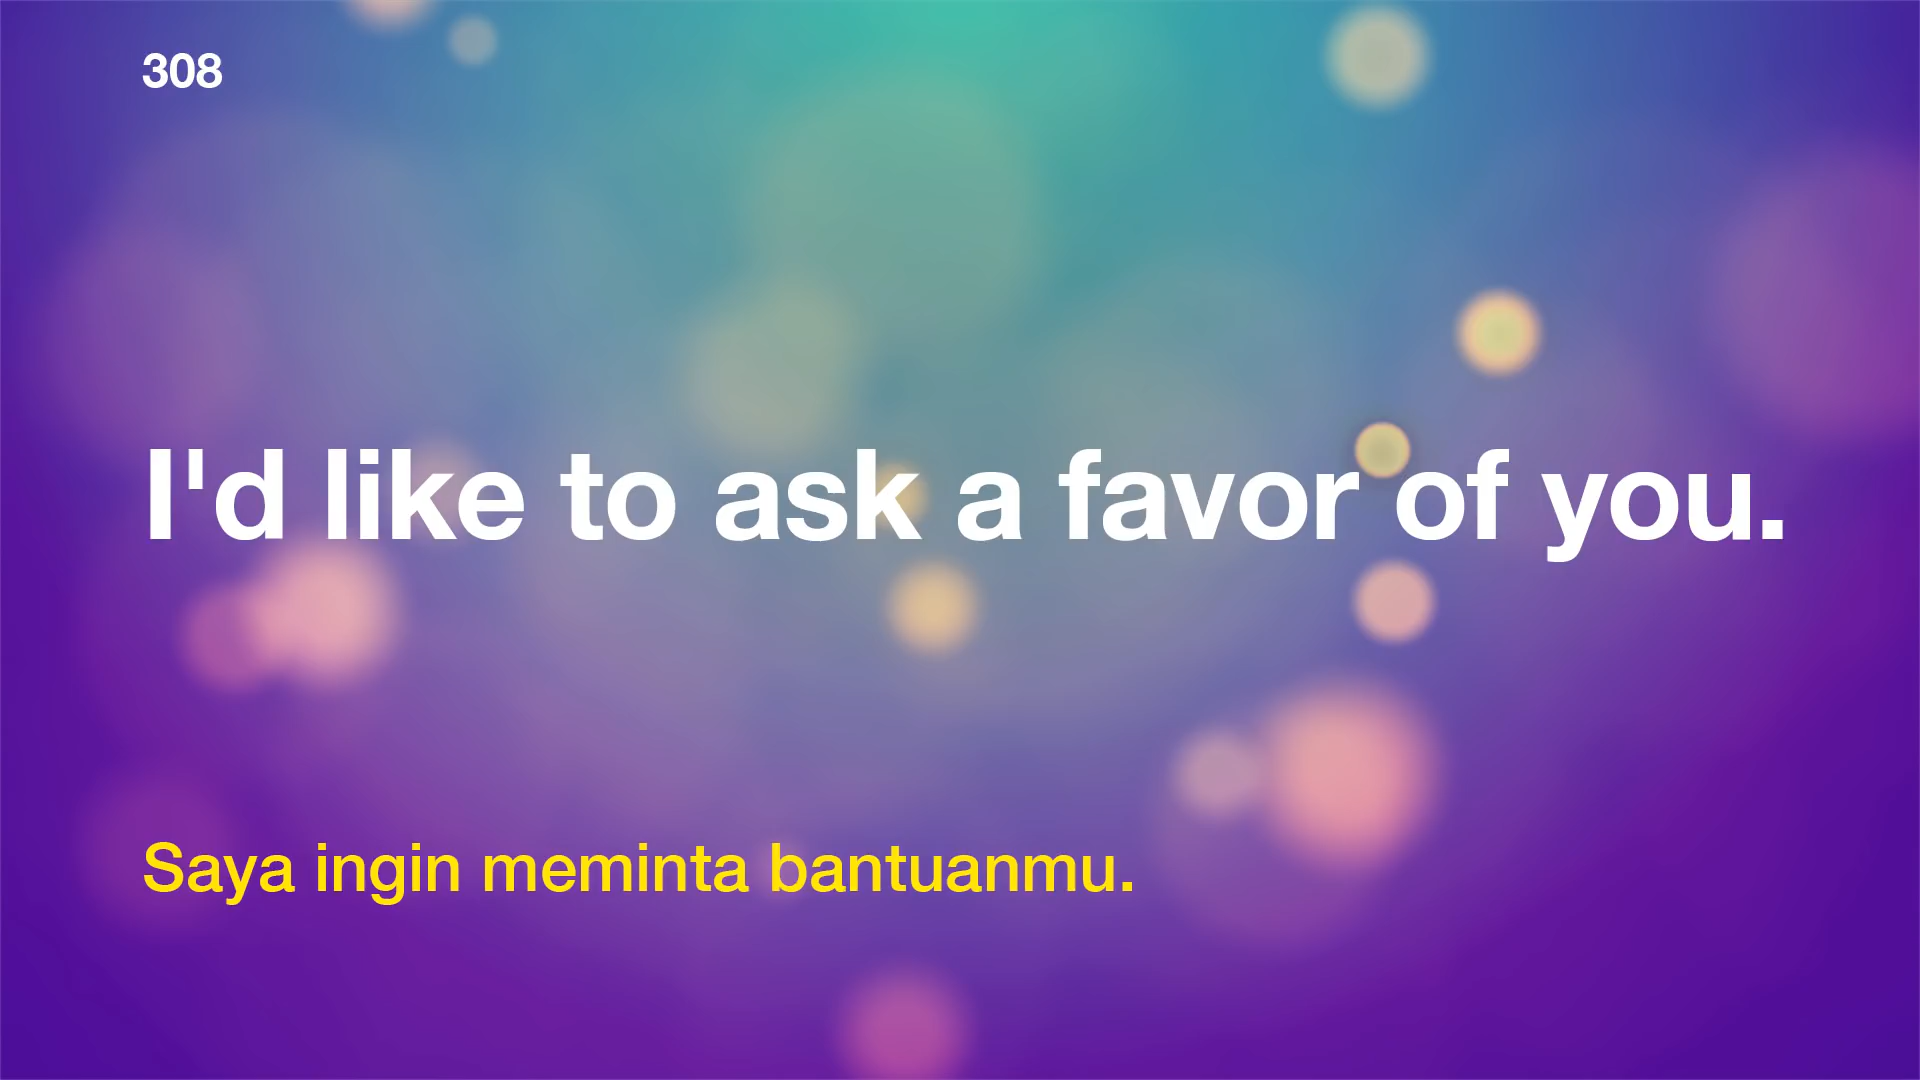 308
I'd like to ask a favor of you.
Saya ingin meminta bantuanmu.